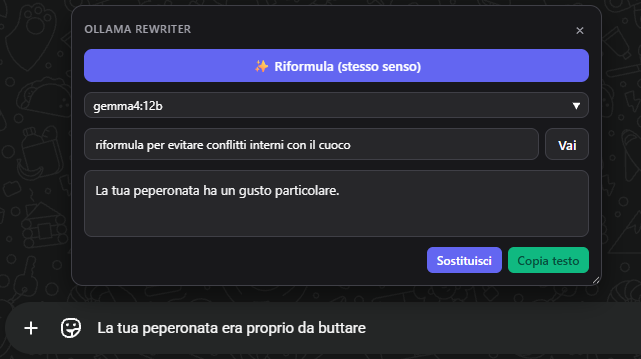 OLLAMA REWRITER
×
✨ Riformula (stesso senso)
gemma4:12b
riformula per evitare conflitti interni con il cuoco
Vai
La tua peperonata ha un gusto particolare.
Sostituisci
Copia testo
La tua peperonata era proprio da buttare